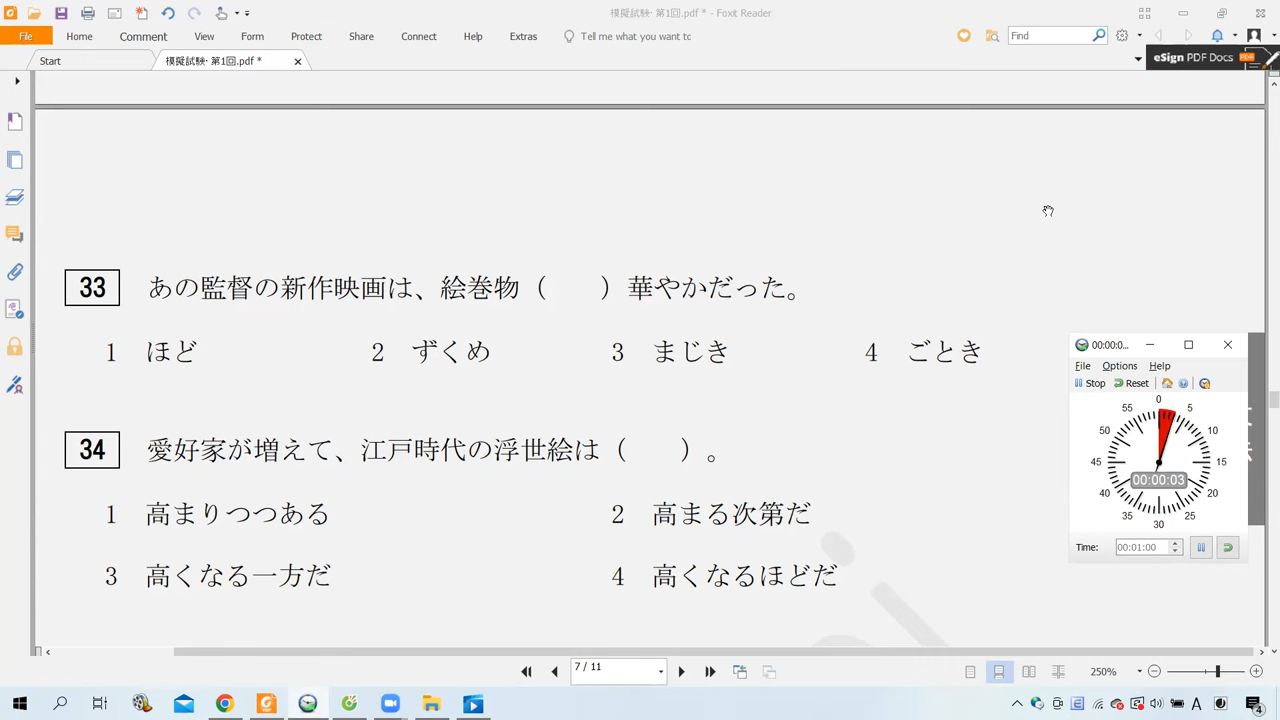 模擬試験· 第1回.pdf * - Foxit Reader
File Home Comment View Form Protect Share Connect Help Extras Tell me what you want tc Find
Start 模擬試験· 第1回.pdf * eSign PDF Docs
33 あの監督の新作映画は、絵巻物（ ）華やかだった。
1 ほど 2 ずくめ 3 まじき 4 ごとき
34 愛好家が増えて、江戸時代の浮世絵は（ ）。
1 高まりつつある 2 高まる次第だ
3 高くなる一方だ 4 高くなるほどだ
00:00:0...
File Options Help
Stop Reset
0 5 10 15 20 25 30 35 40 45 50 55
00:00:03
Time: 00:01:00
7 / 11 250%
A 4